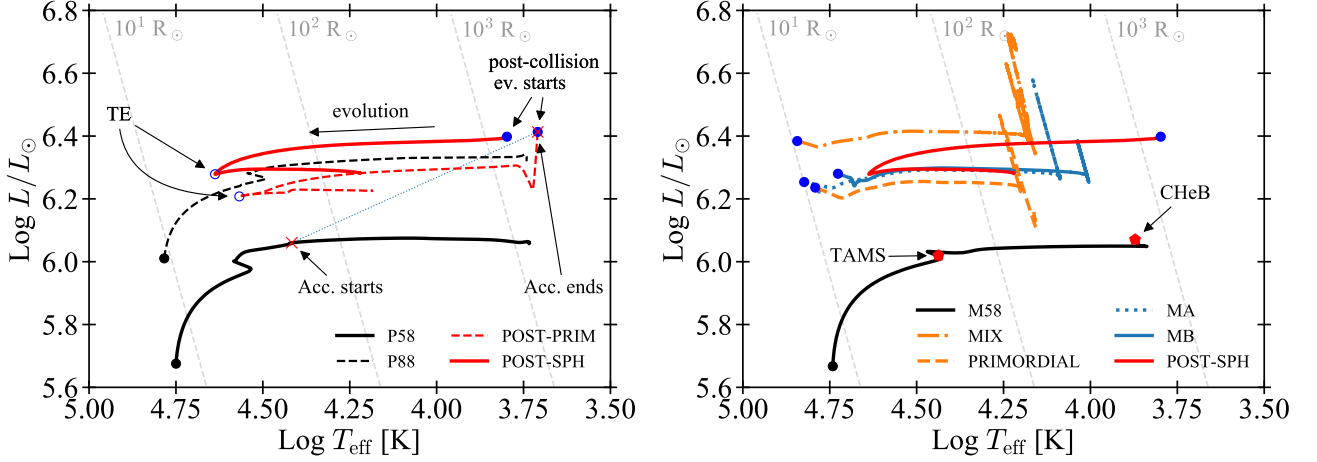 6.8
6.6
6.4
6.2
6.0
5.8
5.6
Log L/L☉
10¹ R☉
10² R☉
10³ R☉
post-collision
ev. starts
TE
evolution
Acc. starts
Acc. ends
P58
P88
POST-PRIM
POST-SPH
5.00 4.75 4.50 4.25 4.00 3.75 3.50
Log Teff [K]
6.8
6.6
6.4
6.2
6.0
5.8
5.6
Log L/L☉
10¹ R☉
10² R☉
10³ R☉
CHeB
TAMS
M58
MIX
PRIMORDIAL
MA
MB
POST-SPH
5.00 4.75 4.50 4.25 4.00 3.75 3.50
Log Teff [K]